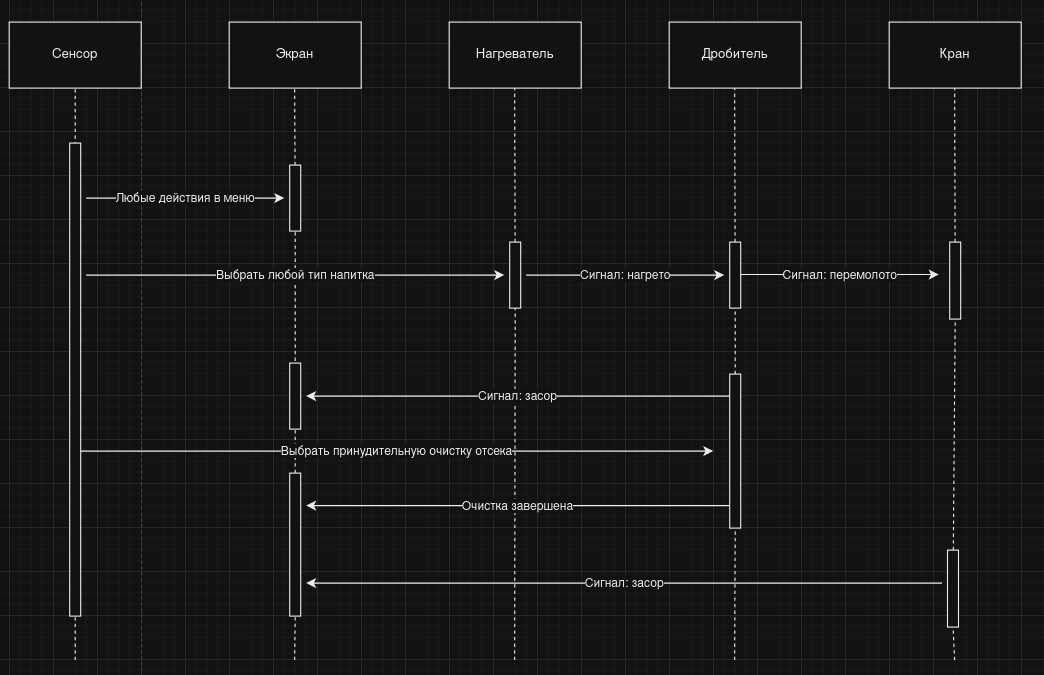 Сенсор
Экран
Нагреватель
Дробитель
Кран
Любые действия в меню
Выбрать любой тип напитка
Сигнал: нагрето
Сигнал: перемолото
Сигнал: засор
Выбрать принудительную очистку отсека
Очистка завершена
Сигнал: засор